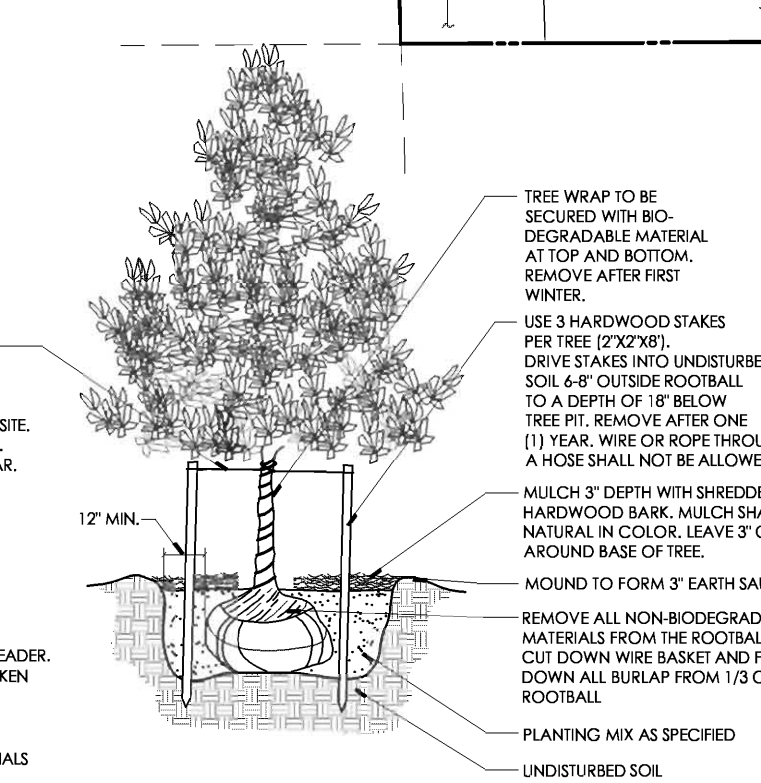 TREE WRAP TO BE
SECURED WITH BIO-
DEGRADABLE MATERIAL
AT TOP AND BOTTOM.
REMOVE AFTER FIRST
WINTER.
USE 3 HARDWOOD STAKES
PER TREE (2"X2"X8').
DRIVE STAKES INTO UNDISTURBE
SOIL 6-8" OUTSIDE ROOTBALL
TO A DEPTH OF 18" BELOW
TREE PIT. REMOVE AFTER ONE
(1) YEAR. WIRE OR ROPE THROU
A HOSE SHALL NOT BE ALLOWE
SITE.
AR.
12" MIN.
MULCH 3" DEPTH WITH SHREDDE
HARDWOOD BARK. MULCH SHA
NATURAL IN COLOR. LEAVE 3" C
AROUND BASE OF TREE.
MOUND TO FORM 3" EARTH SAU
REMOVE ALL NON-BIODEGRAD
MATERIALS FROM THE ROOTBAL
CUT DOWN WIRE BASKET AND F
DOWN ALL BURLAP FROM 1/3 O
ROOTBALL
EADER.
KEN
PLANTING MIX AS SPECIFIED
IALS
UNDISTURBED SOIL